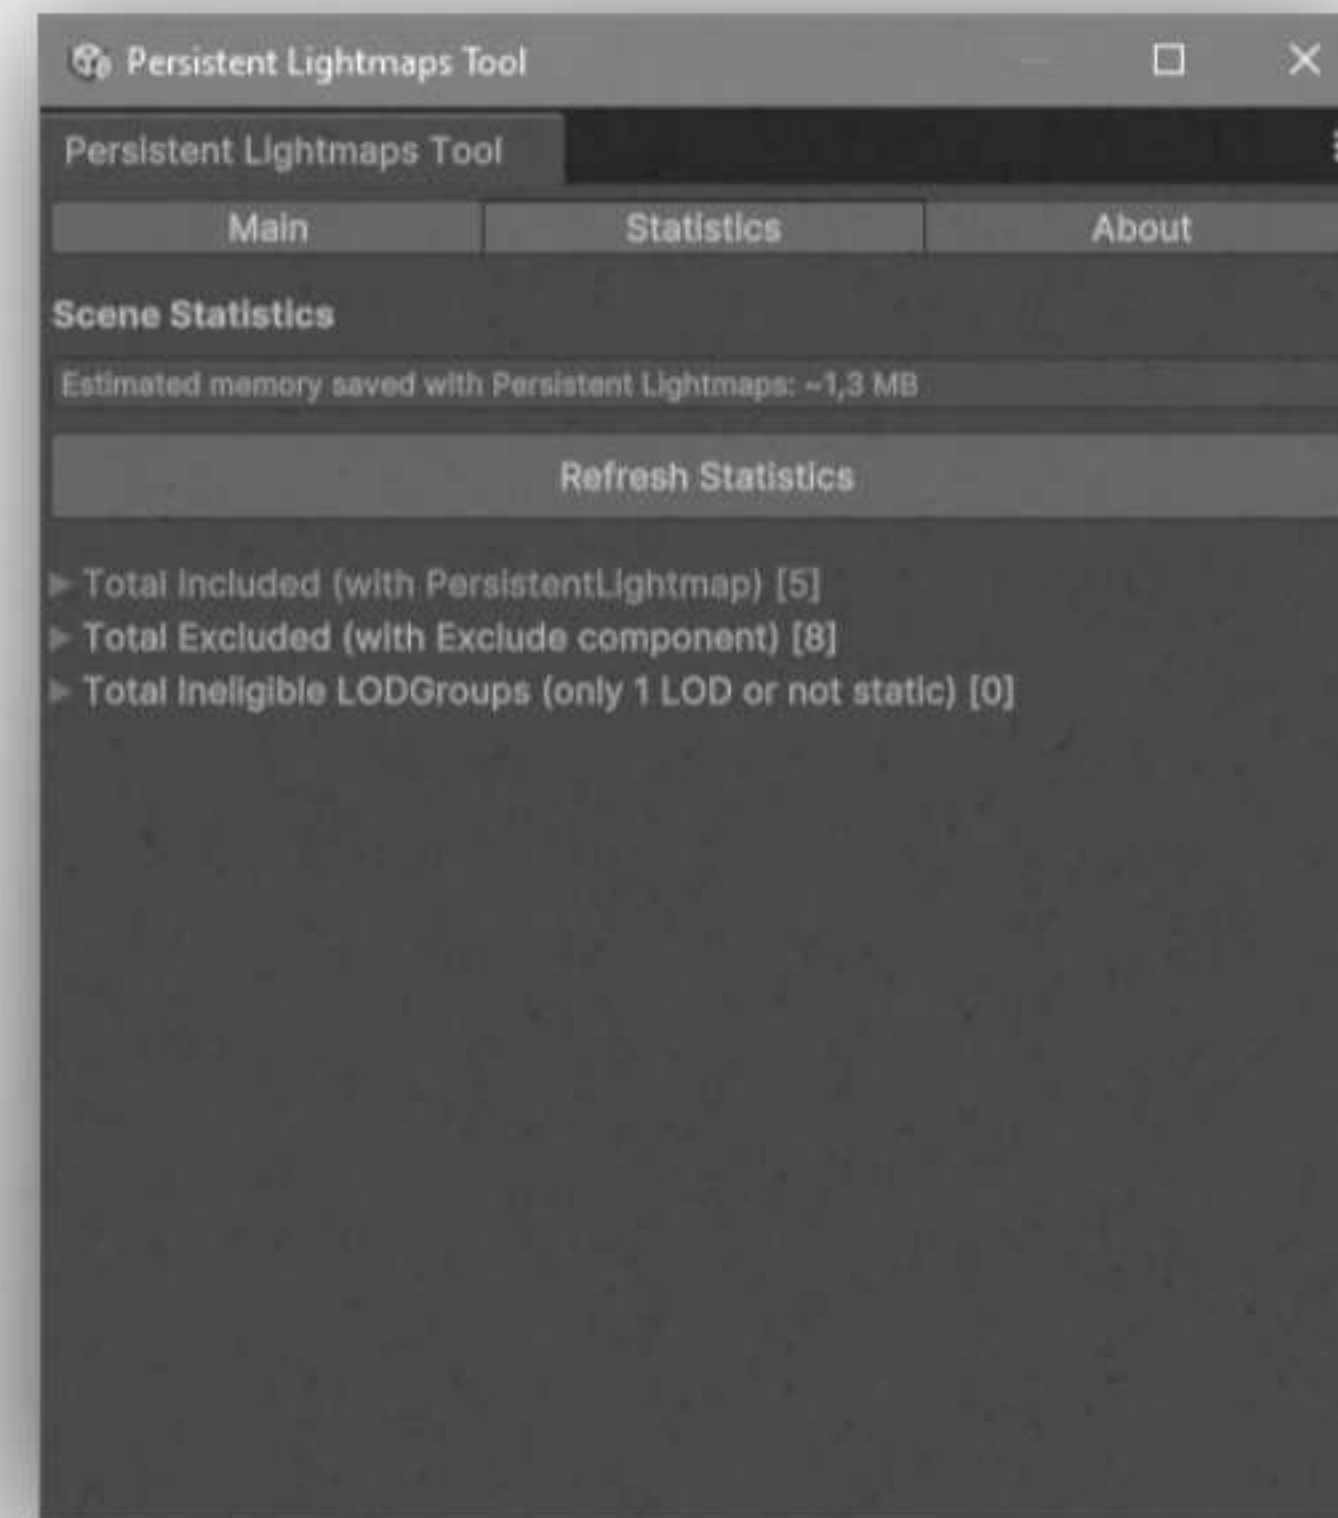 Persistent Lightmaps Tool
Persistent Lightmaps Tool
Main Statistics About
Scene Statistics
Estimated memory saved with Persistent Lightmaps: ~1,3 MB
Refresh Statistics
Total Included (with PersistentLightmap) [5]
Total Excluded (with Exclude component) [8]
Total Ineligible LODGroups (only 1 LOD or not static) [0]